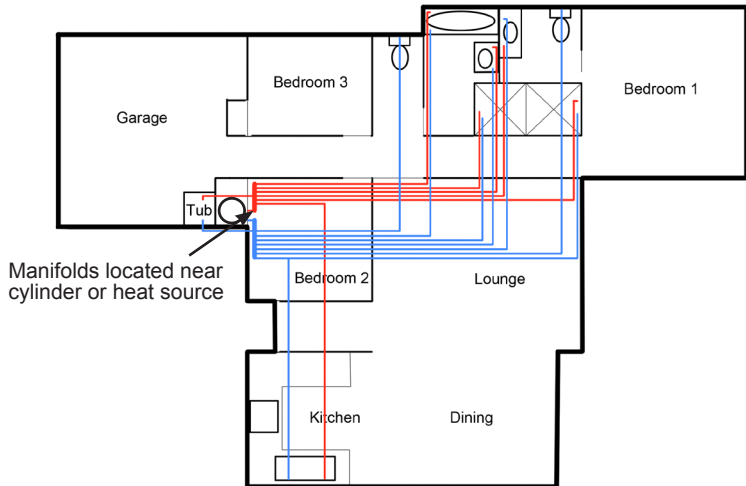 Bedroom 3
Bedroom 1
Garage
Tub
Manifolds located near
cylinder or heat source
Bedroom 2
Lounge
Kitchen
Dining